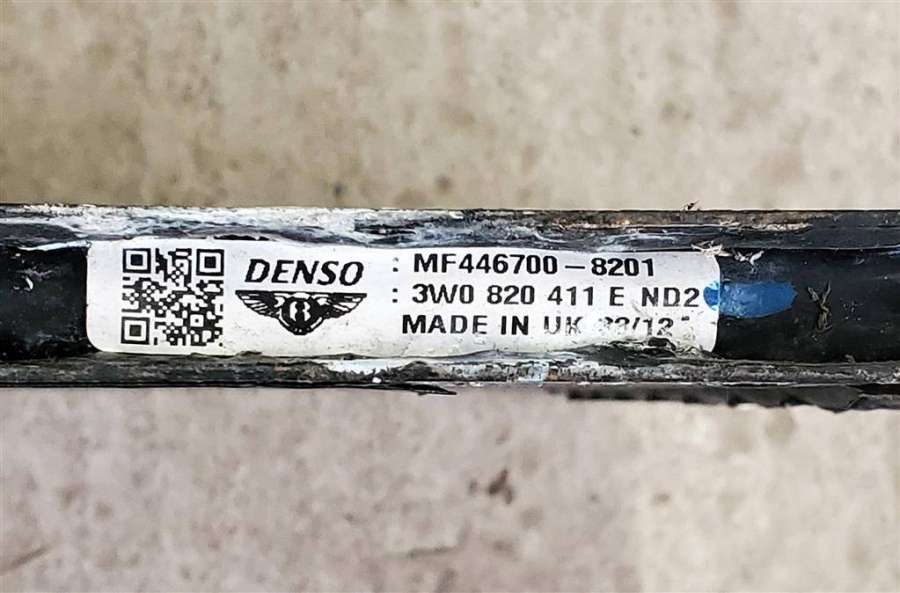 DENSO : MF446700-8201
B : 3W0 820 411 E ND2
MADE IN UK